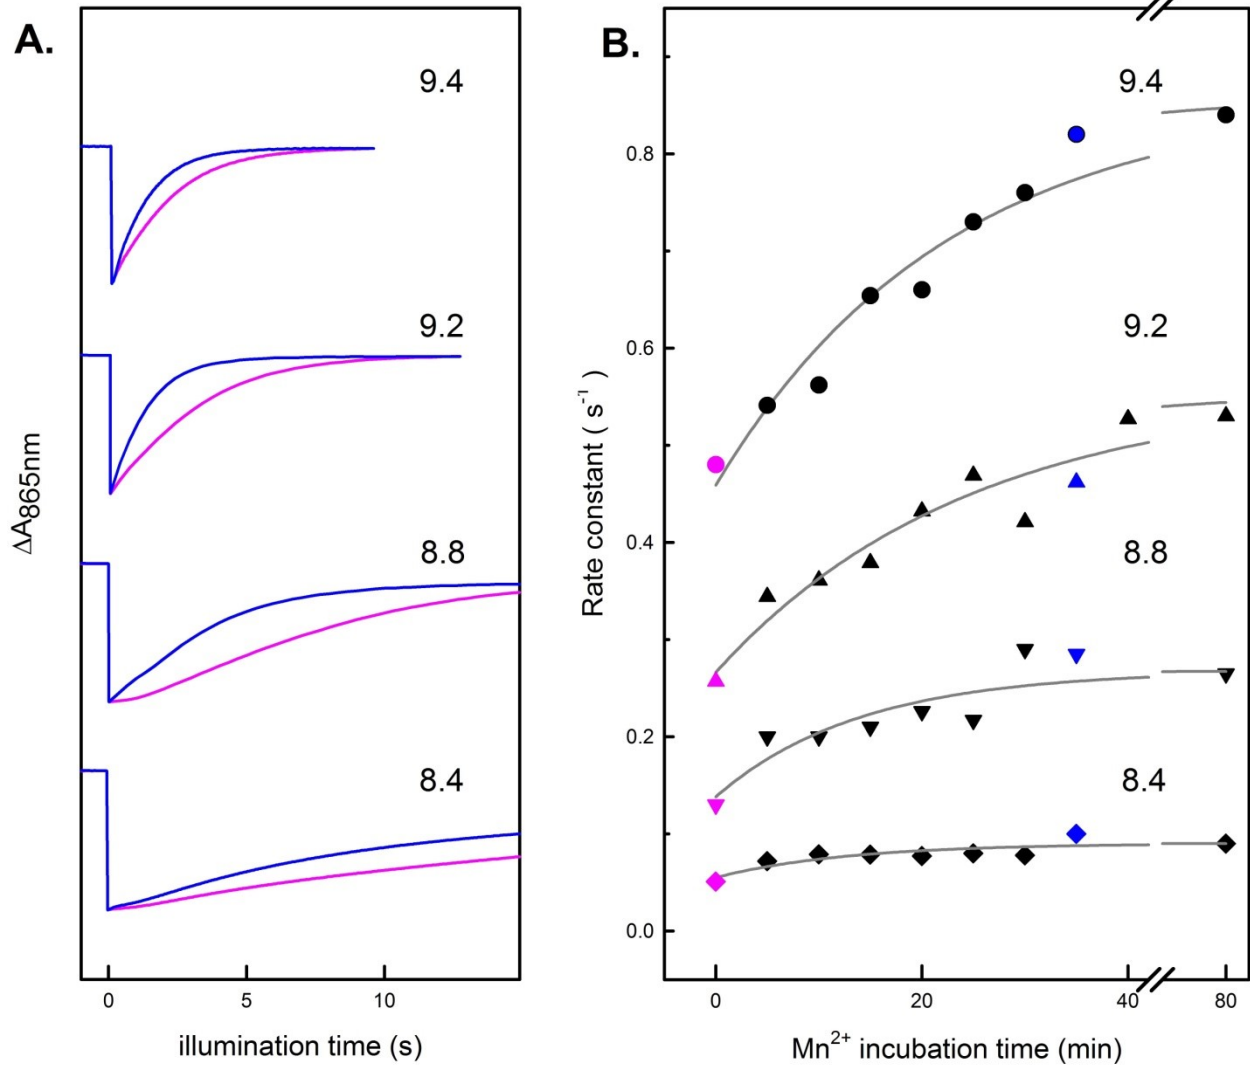 A.
9.4
9.2
8.8
8.4
ΔA865nm
0 5 10
illumination time (s)
B.
9.4
9.2
8.8
8.4
0.8
0.6
0.4
0.2
0.0
Rate constant ( s⁻¹ )
0 20 40 80
Mn²⁺ incubation time (min)